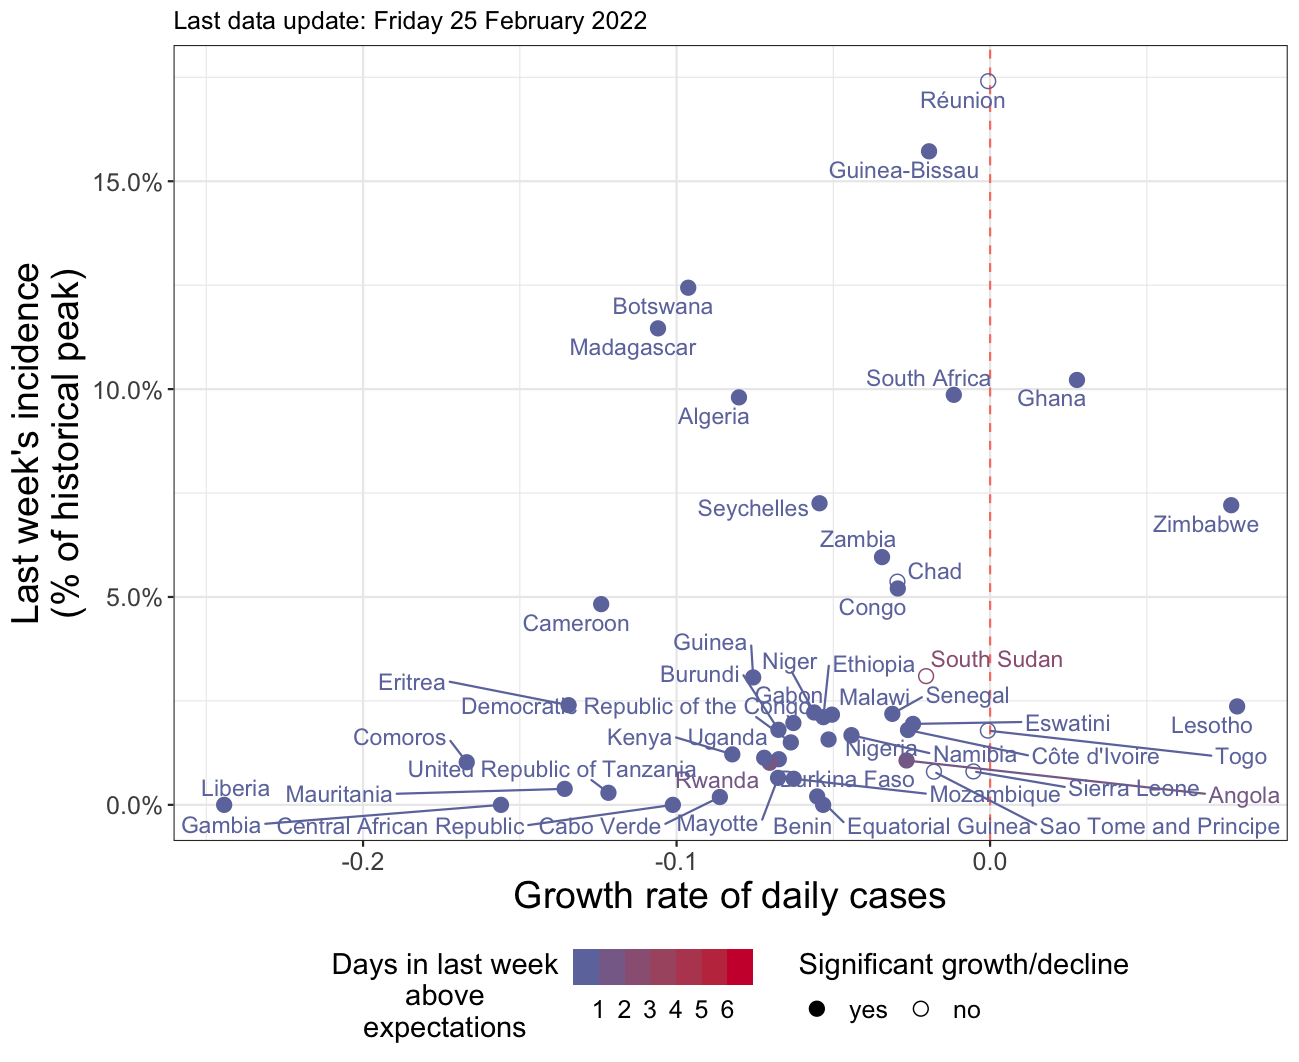 Last data update: Friday 25 February 2022
Last week's incidence
(% of historical peak)
15.0%
10.0%
5.0%
0.0%
Réunion
Guinea-Bissau
Botswana
Madagascar
South Africa
Ghana
Algeria
Seychelles
Zimbabwe
Zambia
Chad
Congo
Cameroon
Guinea
Niger
Ethiopia
South Sudan
Burundi
Eritrea
Gabon
Malawi
Senegal
Democratic Republic of the Congo
Eswatini
Lesotho
Comoros
Kenya
Uganda
Nigeria
Namibia
Côte d'Ivoire
Togo
United Republic of Tanzania
Rwanda
Burkina Faso
Liberia
Mauritania
Mozambique
Sierra Leone
Angola
Gambia
Central African Republic
Cabo Verde
Mayotte
Benin
Equatorial Guinea
Sao Tome and Principe
-0.2
-0.1
0.0
Growth rate of daily cases
Days in last week
above
expectations
1 2 3 4 5 6
Significant growth/decline
yes
no